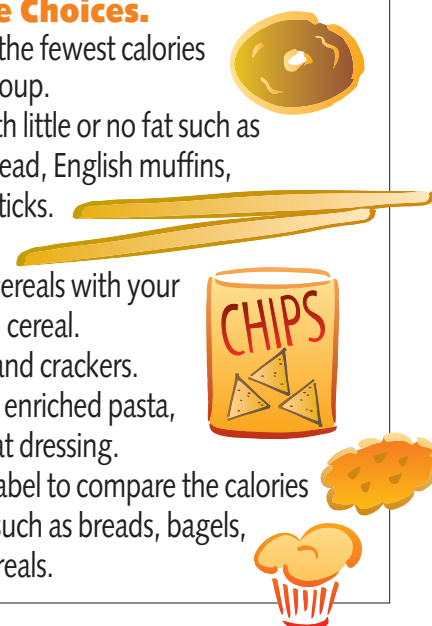 e Choices.
the fewest calories
oup.
th little or no fat such as
ead, English muffins,
ticks.
cereals with your
cereal.
and crackers.
enriched pasta,
at dressing.
abel to compare the calories
such as breads, bagels,
reals.
CHIPS